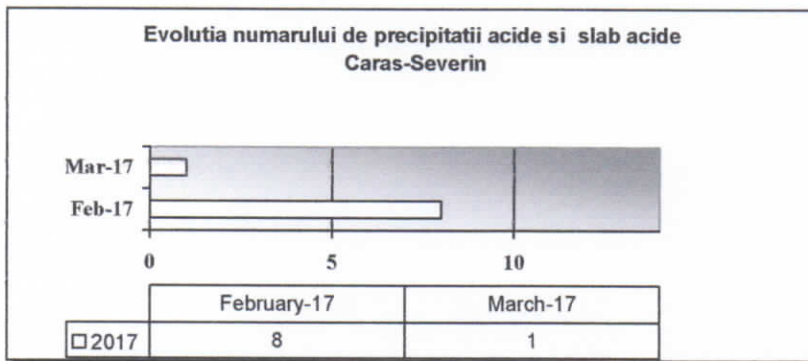 Evolutia numarului de precipitatii acide si slab acide
Caras-Severin
Mar-17
Feb-17
0 5 10
February-17 March-17
2017 8 1